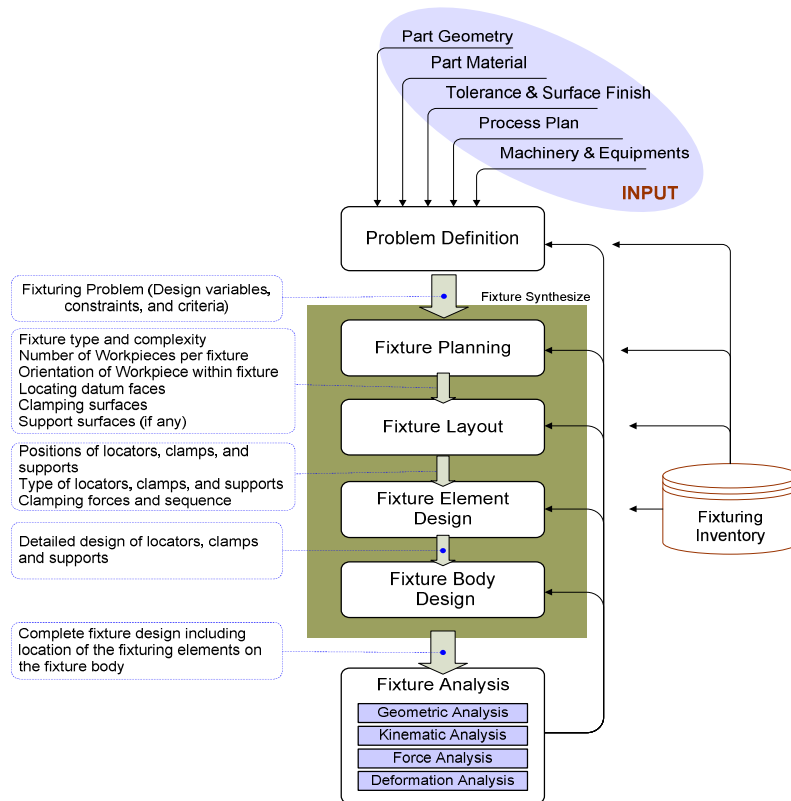 Part Geometry
Part Material
Tolerance & Surface Finish
Process Plan
Machinery & Equipments
INPUT
Problem Definition
Fixturing Problem (Design variables,
constraints, and criteria)
Fixture Synthesize
Fixture type and complexity
Number of Workpieces per fixture
Orientation of Workpiece within fixture
Locating datum faces
Clamping surfaces
Support surfaces (if any)
Fixture Planning
Fixture Layout
Positions of locators, clamps, and
supports
Type of locators, clamps, and supports
Clamping forces and sequence
Fixture Element
Design
Fixturing
Inventory
Detailed design of locators, clamps
and supports
Fixture Body
Design
Complete fixture design including
location of the fixturing elements on
the fixture body
Fixture Analysis
Geometric Analysis
Kinematic Analysis
Force Analysis
Deformation Analysis